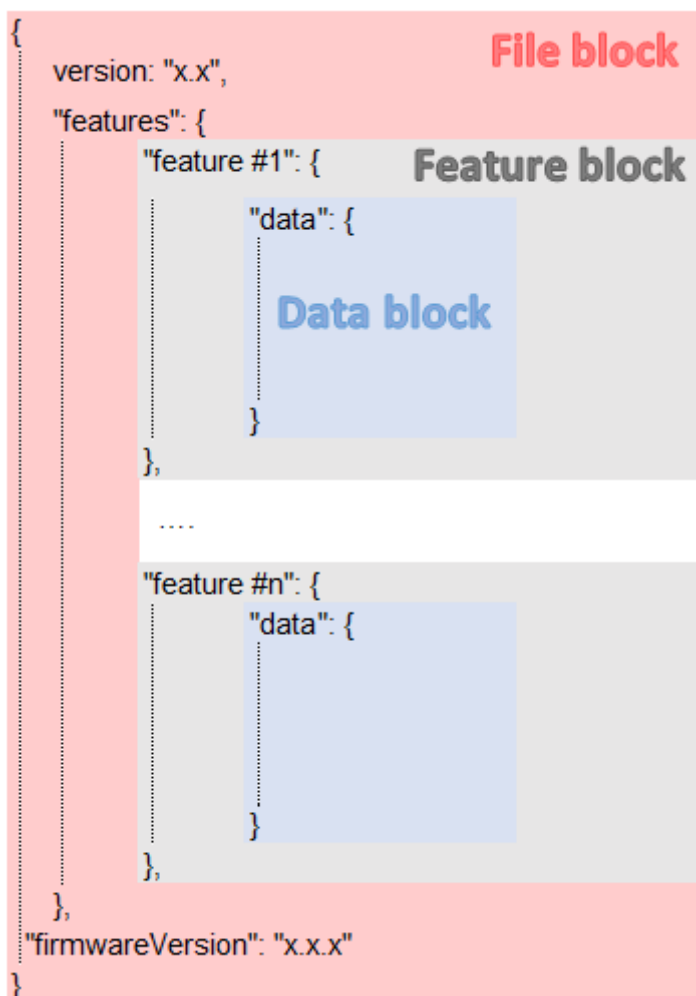 {
File block
version: "x.x",
"features": {
"feature #1": {
Feature block
"data": {
Data block
}
},
....
"feature #n": {
"data": {
}
},
},
"firmwareVersion": "x.x.x"
}